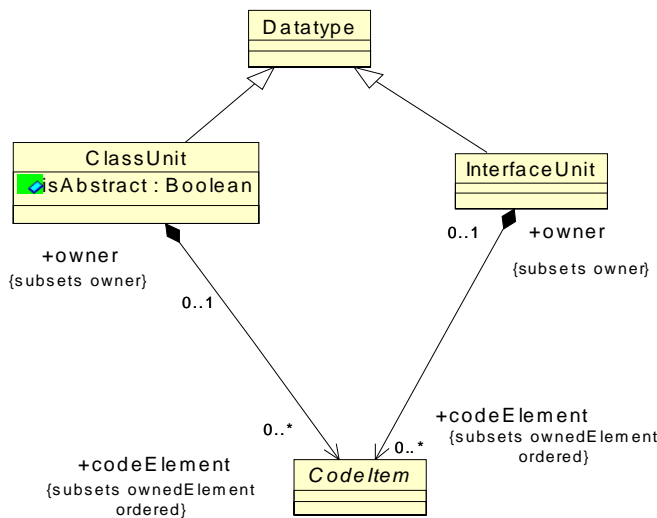 Datatype
ClassUnit
isAbstract : Boolean
InterfaceUnit
+owner
{subsets owner}
0..1
0..1
+owner
{subsets owner}
0..*
+codeElement
{subsets ownedElement
ordered}
0..*
+codeElement
{subsets ownedElement
ordered}
CodeItem